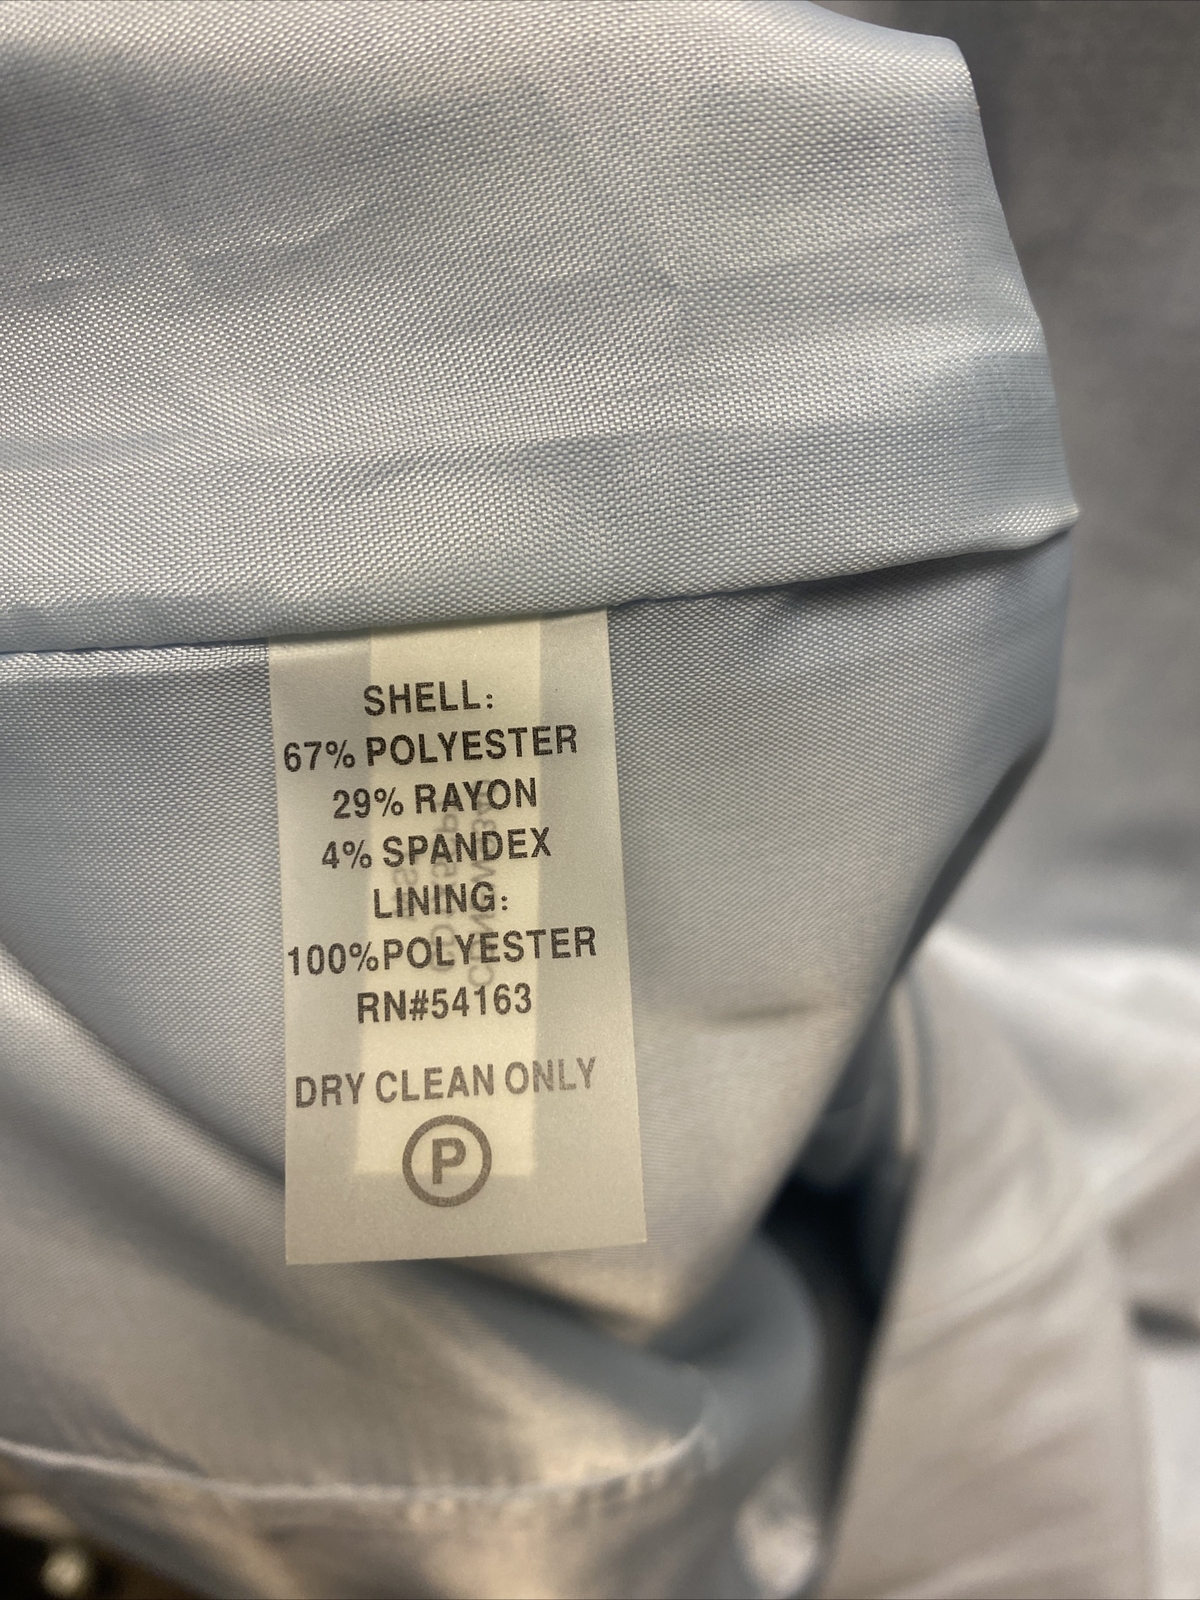 SHELL:
67% POLYESTER
29% RAYON
4% SPANDEX
LINING:
100%POLYESTER
RN#54163
DRY CLEAN ONLY
P